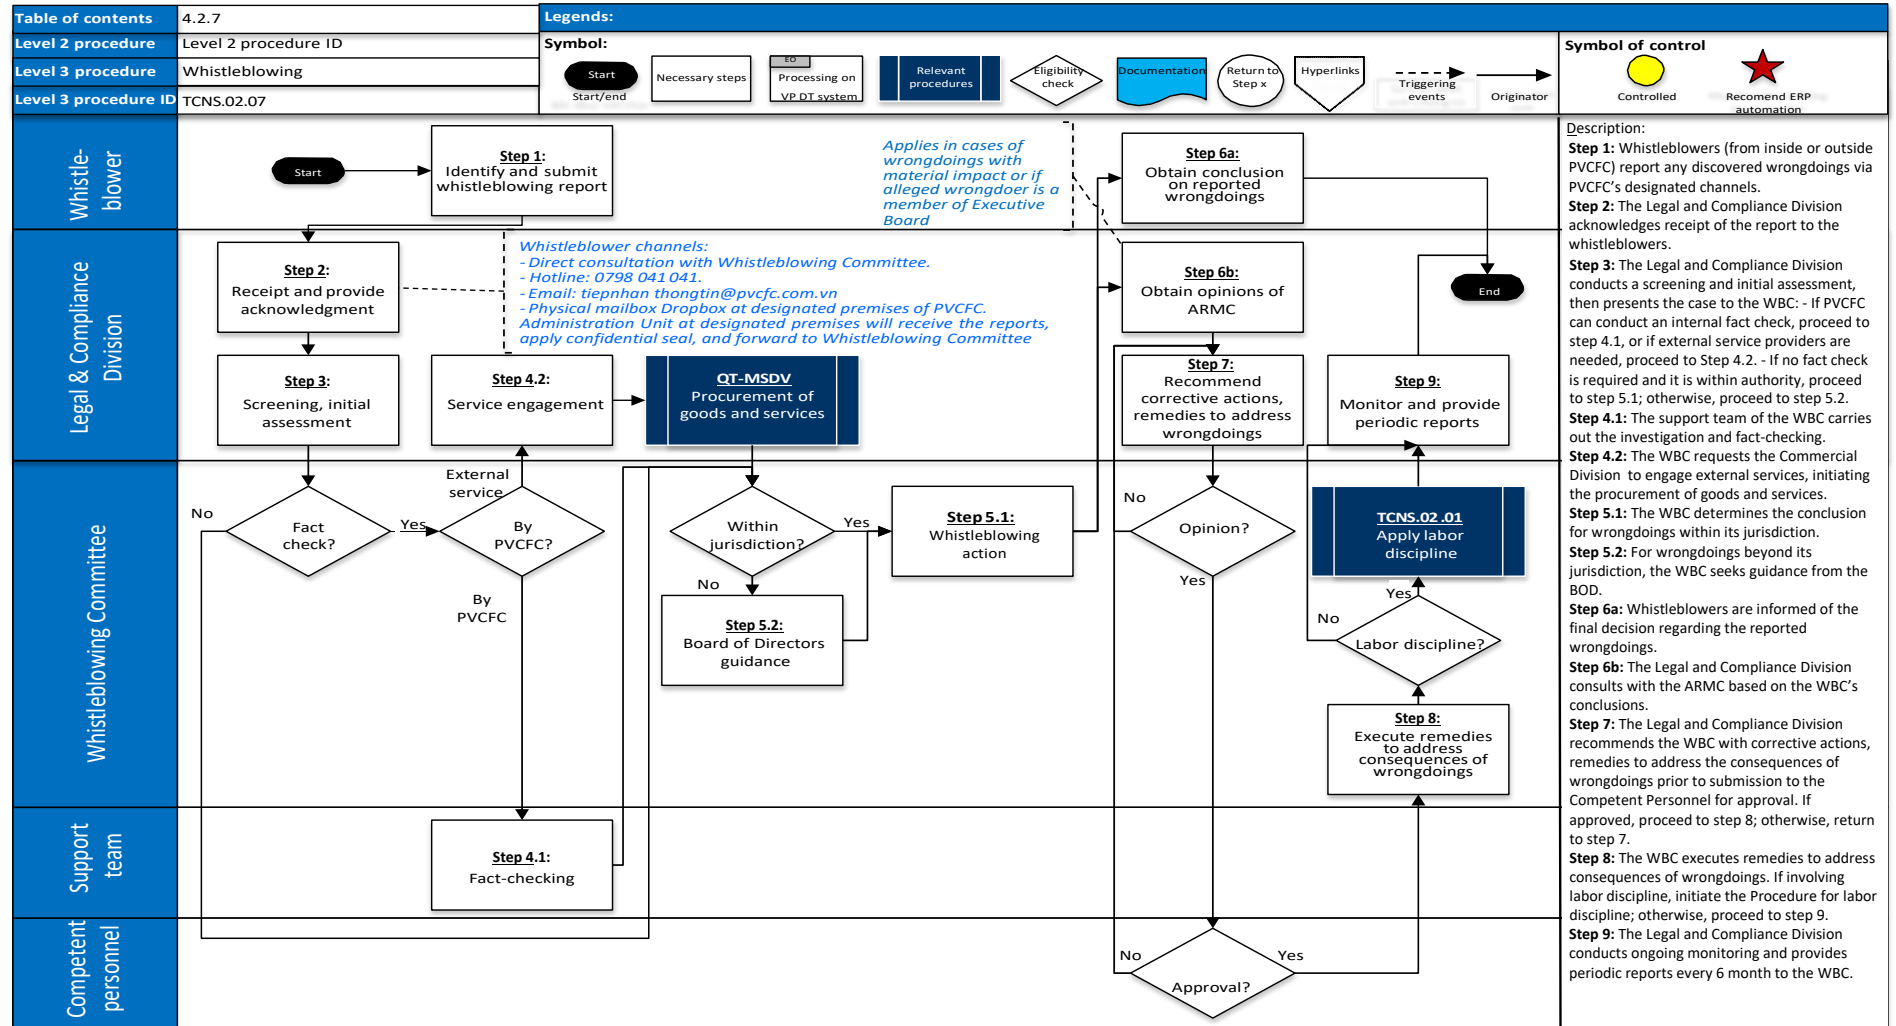 Table of contents
4.2.7
Level 2 procedure
Level 2 procedure ID
Level 3 procedure
Whistleblowing
Level 3 procedure ID
TCNS.02.07
Legends:
Symbol:
Start
Start/end
Necessary steps
EO
Processing on
VP DT system
Relevant
procedures
Eligibility
check
Documentation
Return to
Step x
Hyperlinks
Triggering
events
Originator
Symbol of control
Controlled
Recomend ERP
automation
Whistle-
blower
Start
Step 1:
Identify and submit
whistleblowing report
Applies in cases of
wrongdoings with
material impact or if
alleged wrongdoer is a
member of Executive
Board
Step 6a:
Obtain conclusion
on reported
wrongdoings
Legal & Compliance
Division
Step 2:
Receipt and provide
acknowledgment
Whistleblower channels:
- Direct consultation with Whistleblowing Committee.
- Hotline: 0798 041 041.
- Email: tiepnhan thongtin@pvcfc.com.vn
- Physical mailbox Dropbox at designated premises of PVCFC.
Administration Unit at designated premises will receive the reports,
apply confidential seal, and forward to Whistleblowing Committee
Step 6b:
Obtain opinions of
ARMC
End
Step 3:
Screening, initial
assessment
Step 4.2:
Service engagement
QT-MSDV
Procurement of
goods and services
Step 7:
Recommend
corrective actions,
remedies to address
wrongdoings
Step 9:
Monitor and provide
periodic reports
Whistleblowing Committee
No
Fact
check?
Yes
External
service
By
PVCFC?
By
PVCFC
Within
jurisdiction?
Yes
No
Step 5.1:
Whistleblowing
action
Step 5.2:
Board of Directors
guidance
No
Opinion?
Yes
TCNS.02.01
Apply labor
discipline
Yes
No
Labor discipline?
Step 8:
Execute remedies
to address
consequences of
wrongdoings
Support
team
Step 4.1:
Fact-checking
Competent
personnel
No
Approval?
Yes
Description:
Step 1: Whistleblowers (from inside or outside
PVCFC) report any discovered wrongdoings via
PVCFC’s designated channels.
Step 2: The Legal and Compliance Division
acknowledges receipt of the report to the
whistleblowers.
Step 3: The Legal and Compliance Division
conducts a screening and initial assessment,
then presents the case to the WBC: - If PVCFC
can conduct an internal fact check, proceed to
step 4.1, or if external service providers are
needed, proceed to Step 4.2. - If no fact check
is required and it is within authority, proceed
to step 5.1; otherwise, proceed to step 5.2.
Step 4.1: The support team of the WBC carries
out the investigation and fact-checking.
Step 4.2: The WBC requests the Commercial
Division to engage external services, initiating
the procurement of goods and services.
Step 5.1: The WBC determines the conclusion
for wrongdoings within its jurisdiction.
Step 5.2: For wrongdoings beyond its
jurisdiction, the WBC seeks guidance from the
BOD.
Step 6a: Whistleblowers are informed of the
final decision regarding the reported
wrongdoings.
Step 6b: The Legal and Compliance Division
consults with the ARMC based on the WBC’s
conclusions.
Step 7: The Legal and Compliance Division
recommends the WBC with corrective actions,
remedies to address the consequences of
wrongdoings prior to submission to the
Competent Personnel for approval. If
approved, proceed to step 8; otherwise, return
to step 7.
Step 8: The WBC executes remedies to address
consequences of wrongdoings. If involving
labor discipline, initiate the Procedure for labor
discipline; otherwise, proceed to step 9.
Step 9: The Legal and Compliance Division
conducts ongoing monitoring and provides
periodic reports every 6 month to the WBC.